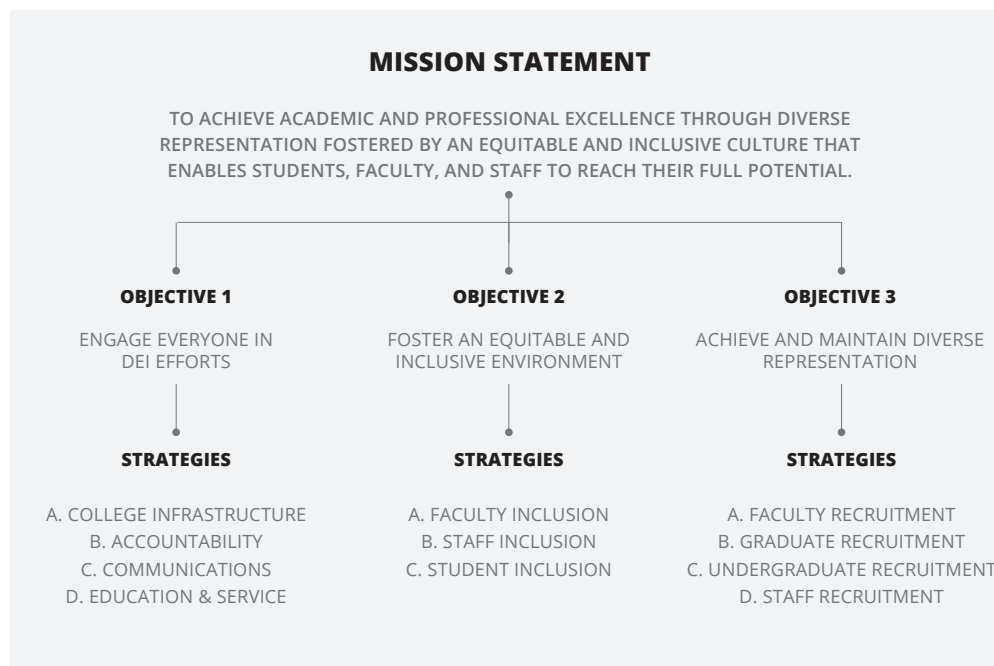 MISSION STATEMENT
TO ACHIEVE ACADEMIC AND PROFESSIONAL EXCELLENCE THROUGH DIVERSE
REPRESENTATION FOSTERED BY AN EQUITABLE AND INCLUSIVE CULTURE THAT
ENABLES STUDENTS, FACULTY, AND STAFF TO REACH THEIR FULL POTENTIAL.
OBJECTIVE 1
ENGAGE EVERYONE IN
DEI EFFORTS
STRATEGIES
A. COLLEGE INFRASTRUCTURE
B. ACCOUNTABILITY
C. COMMUNICATIONS
D. EDUCATION & SERVICE
OBJECTIVE 2
FOSTER AN EQUITABLE AND
INCLUSIVE ENVIRONMENT
STRATEGIES
A. FACULTY INCLUSION
B. STAFF INCLUSION
C. STUDENT INCLUSION
OBJECTIVE 3
ACHIEVE AND MAINTAIN DIVERSE
REPRESENTATION
STRATEGIES
A. FACULTY RECRUITMENT
B. GRADUATE RECRUITMENT
C. UNDERGRADUATE RECRUITMENT
D. STAFF RECRUITMENT